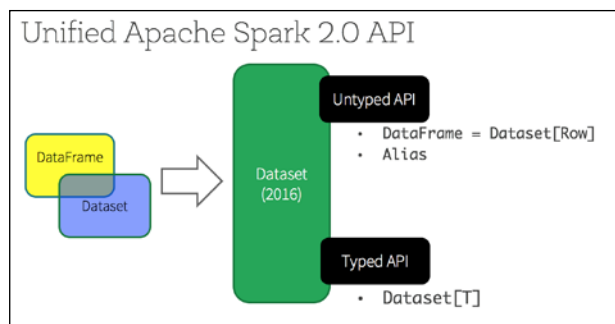 Unified Apache Spark 2.0 API
DataFrame
Dataset
Dataset
(2016)
Untyped API
• DataFrame = Dataset[Row]
• Alias
Typed API
• Dataset[T]